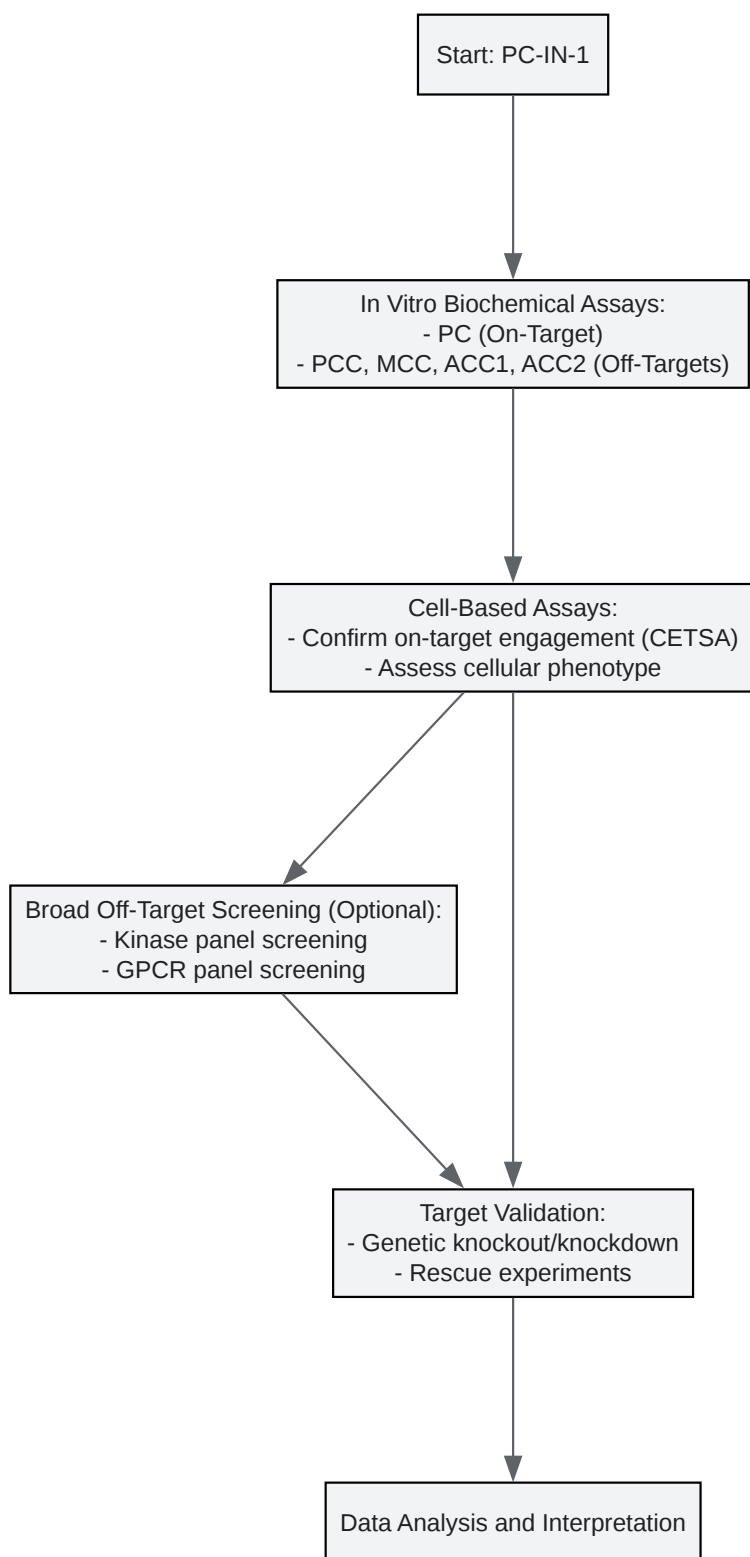 Start: PC-IN-1
In Vitro Biochemical Assays:
- PC (On-Target)
- PCC, MCC, ACC1, ACC2 (Off-Targets)
Cell-Based Assays:
- Confirm on-target engagement (CETSA)
- Assess cellular phenotype
Broad Off-Target Screening (Optional):
- Kinase panel screening
- GPCR panel screening
Target Validation:
- Genetic knockout/knockdown
- Rescue experiments
Data Analysis and Interpretation